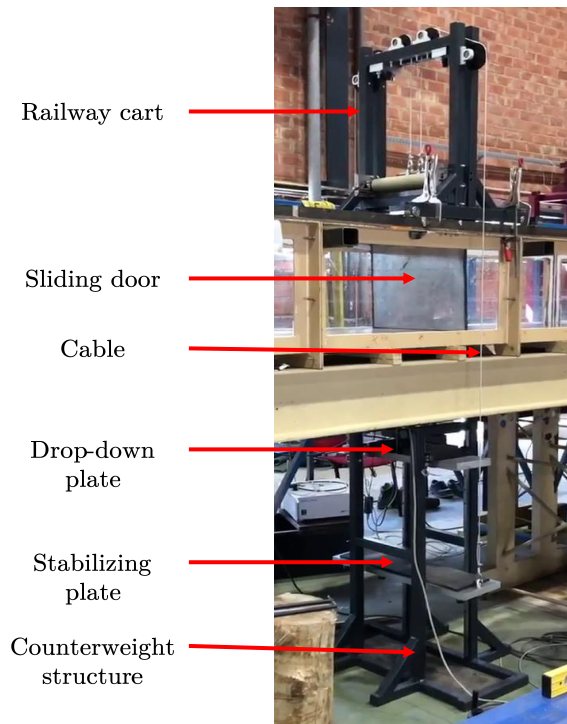 Railway cart
Sliding door
Cable
Drop-down
plate
Stabilizing
plate
Counterweight
structure